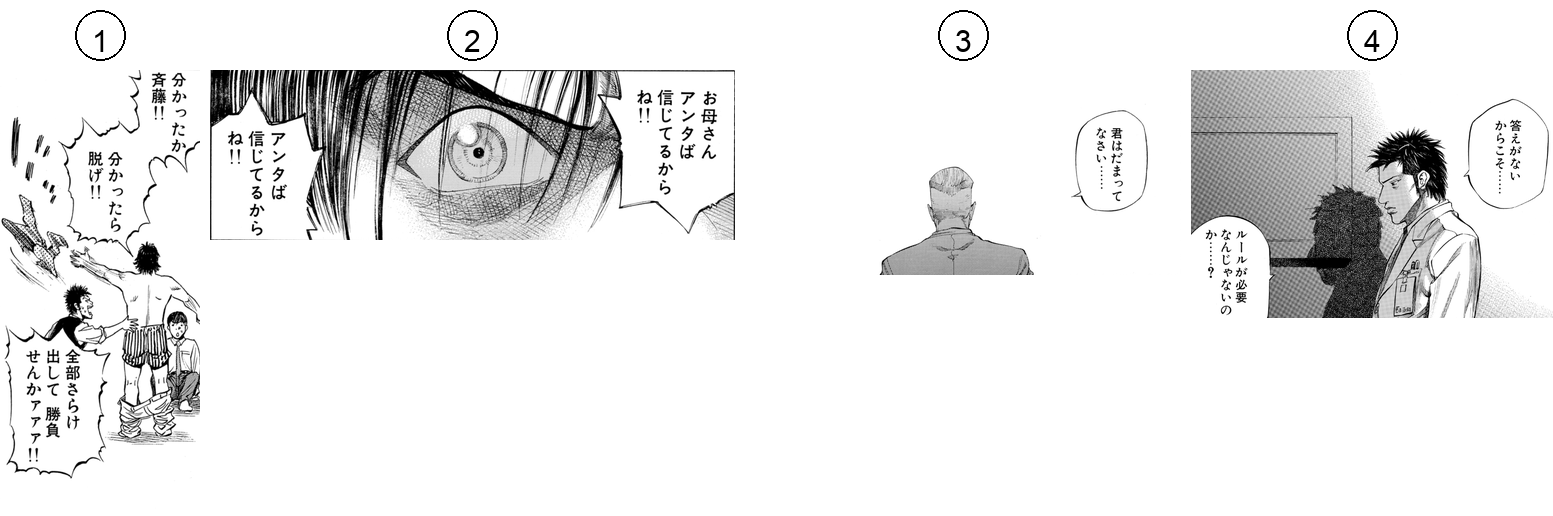 1
分かったか
斉藤!!
分かったら
脱げ!!
全部さらけ
出して 勝負
せんかァァァ!!
2
お母さん
アンタば
信じてるから
ね!!
アンタば
信じてるから
ね!!
3
君はだまって
なさい……
4
答えがない
からこそ……
ルールが必要
なんじゃないの
か……?